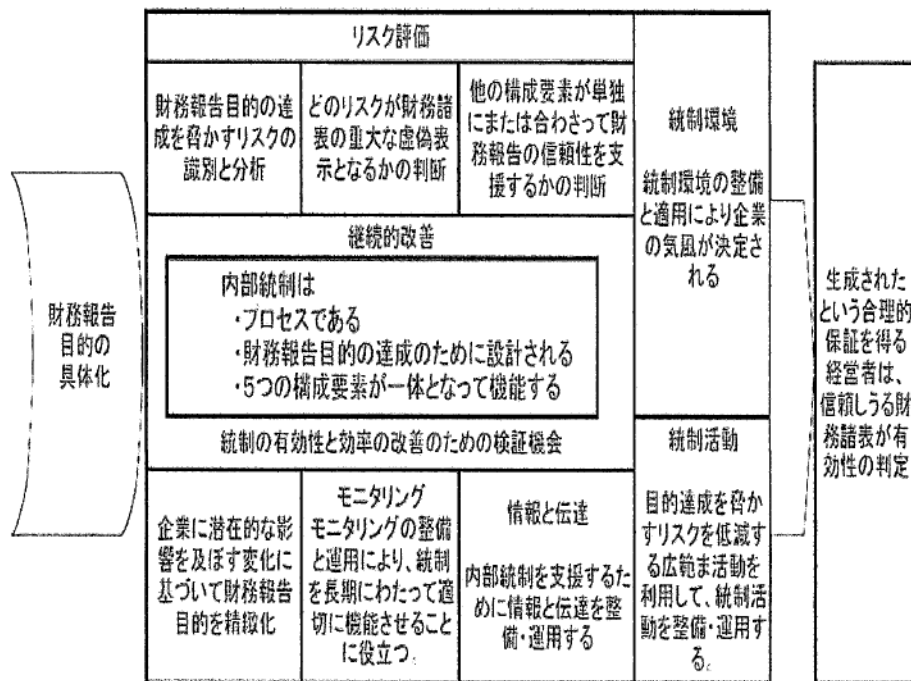 財務報告
目的の
具体化
リスク評価
財務報告目的の達
成を脅かすリスクの
識別と分析
どのリスクが財務諸
表の重大な虚偽表
示となるかの判断
他の構成要素が単独
にまたは合わさって財
務報告の信頼性を支
援するかの判断
統制環境
統制環境の整備
と適用により企業
の気風が決定され
る
継続的改善
内部統制は
・プロセスである
・財務報告目的の達成のために設計される
・5つの構成要素が一体となって機能する
統制の有効性と効率の改善のための検証機会
企業に潜在的な影
響を及ぼす変化に
基づいて財務報告
目的を精緻化
モニタリング
モニタリングの整備
と運用により、統制
を長期にわたって適
切に機能させること
に役立つ。
情報と伝達
内部統制を支援するた
めに情報と伝達を整
備・運用する
統制活動
目的達成を脅か
すリスクを低減す
る広範ま活動を
利用して、統制活
動を整備・運用す
る。
生成された
という合理的
保証を得る
経営者は、
信頼しうる財
務諸表が有
効性の判定